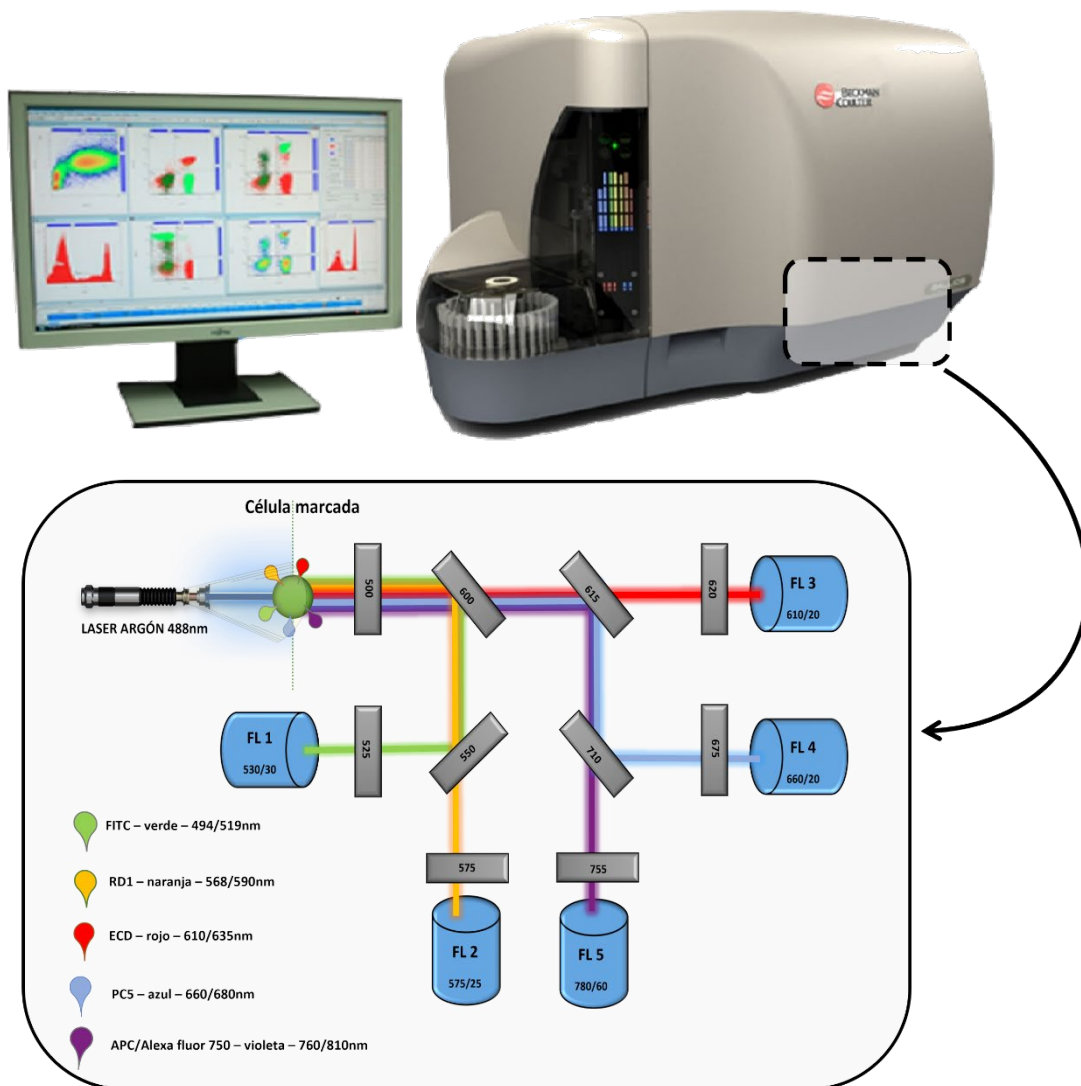 BECKMAN
COULTER
Célula marcada
LASER ARGÓN 488nm
500
600
615
620
FL 3
610/20
FL 1
530/30
525
550
710
675
FL 4
660/20
FITC – verde – 494/519nm
RD1 – naranja – 568/590nm
ECD – rojo – 610/635nm
PC5 – azul – 660/680nm
APC/Alexa fluor 750 – violeta – 760/810nm
575
755
FL 2
575/25
FL 5
780/60